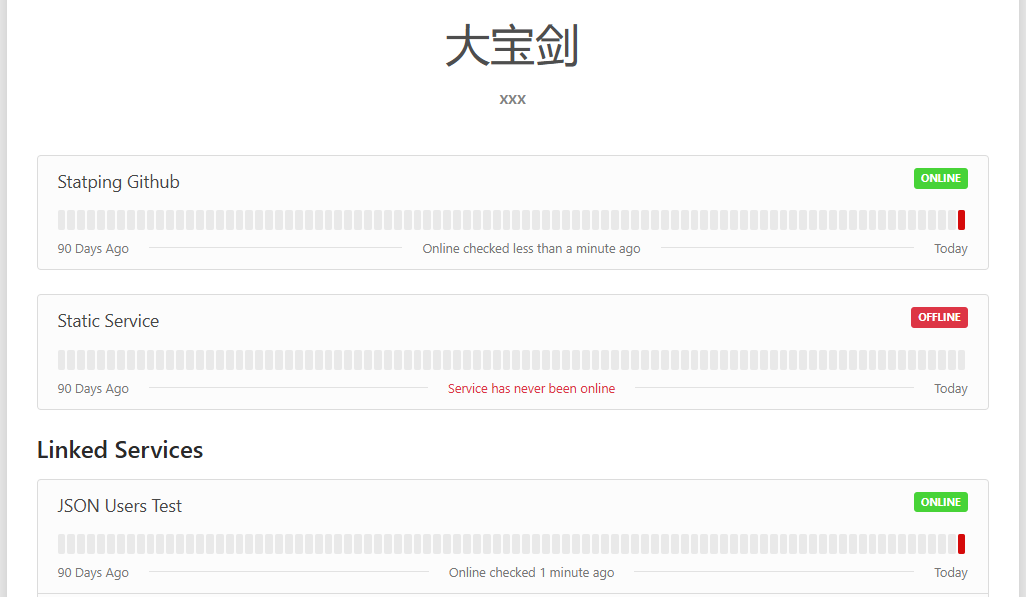 大宝剑
xxx
Statping Github
ONLINE
90 Days Ago
Online checked less than a minute ago
Today
Static Service
OFFLINE
90 Days Ago
Service has never been online
Today
Linked Services
JSON Users Test
ONLINE
90 Days Ago
Online checked 1 minute ago
Today